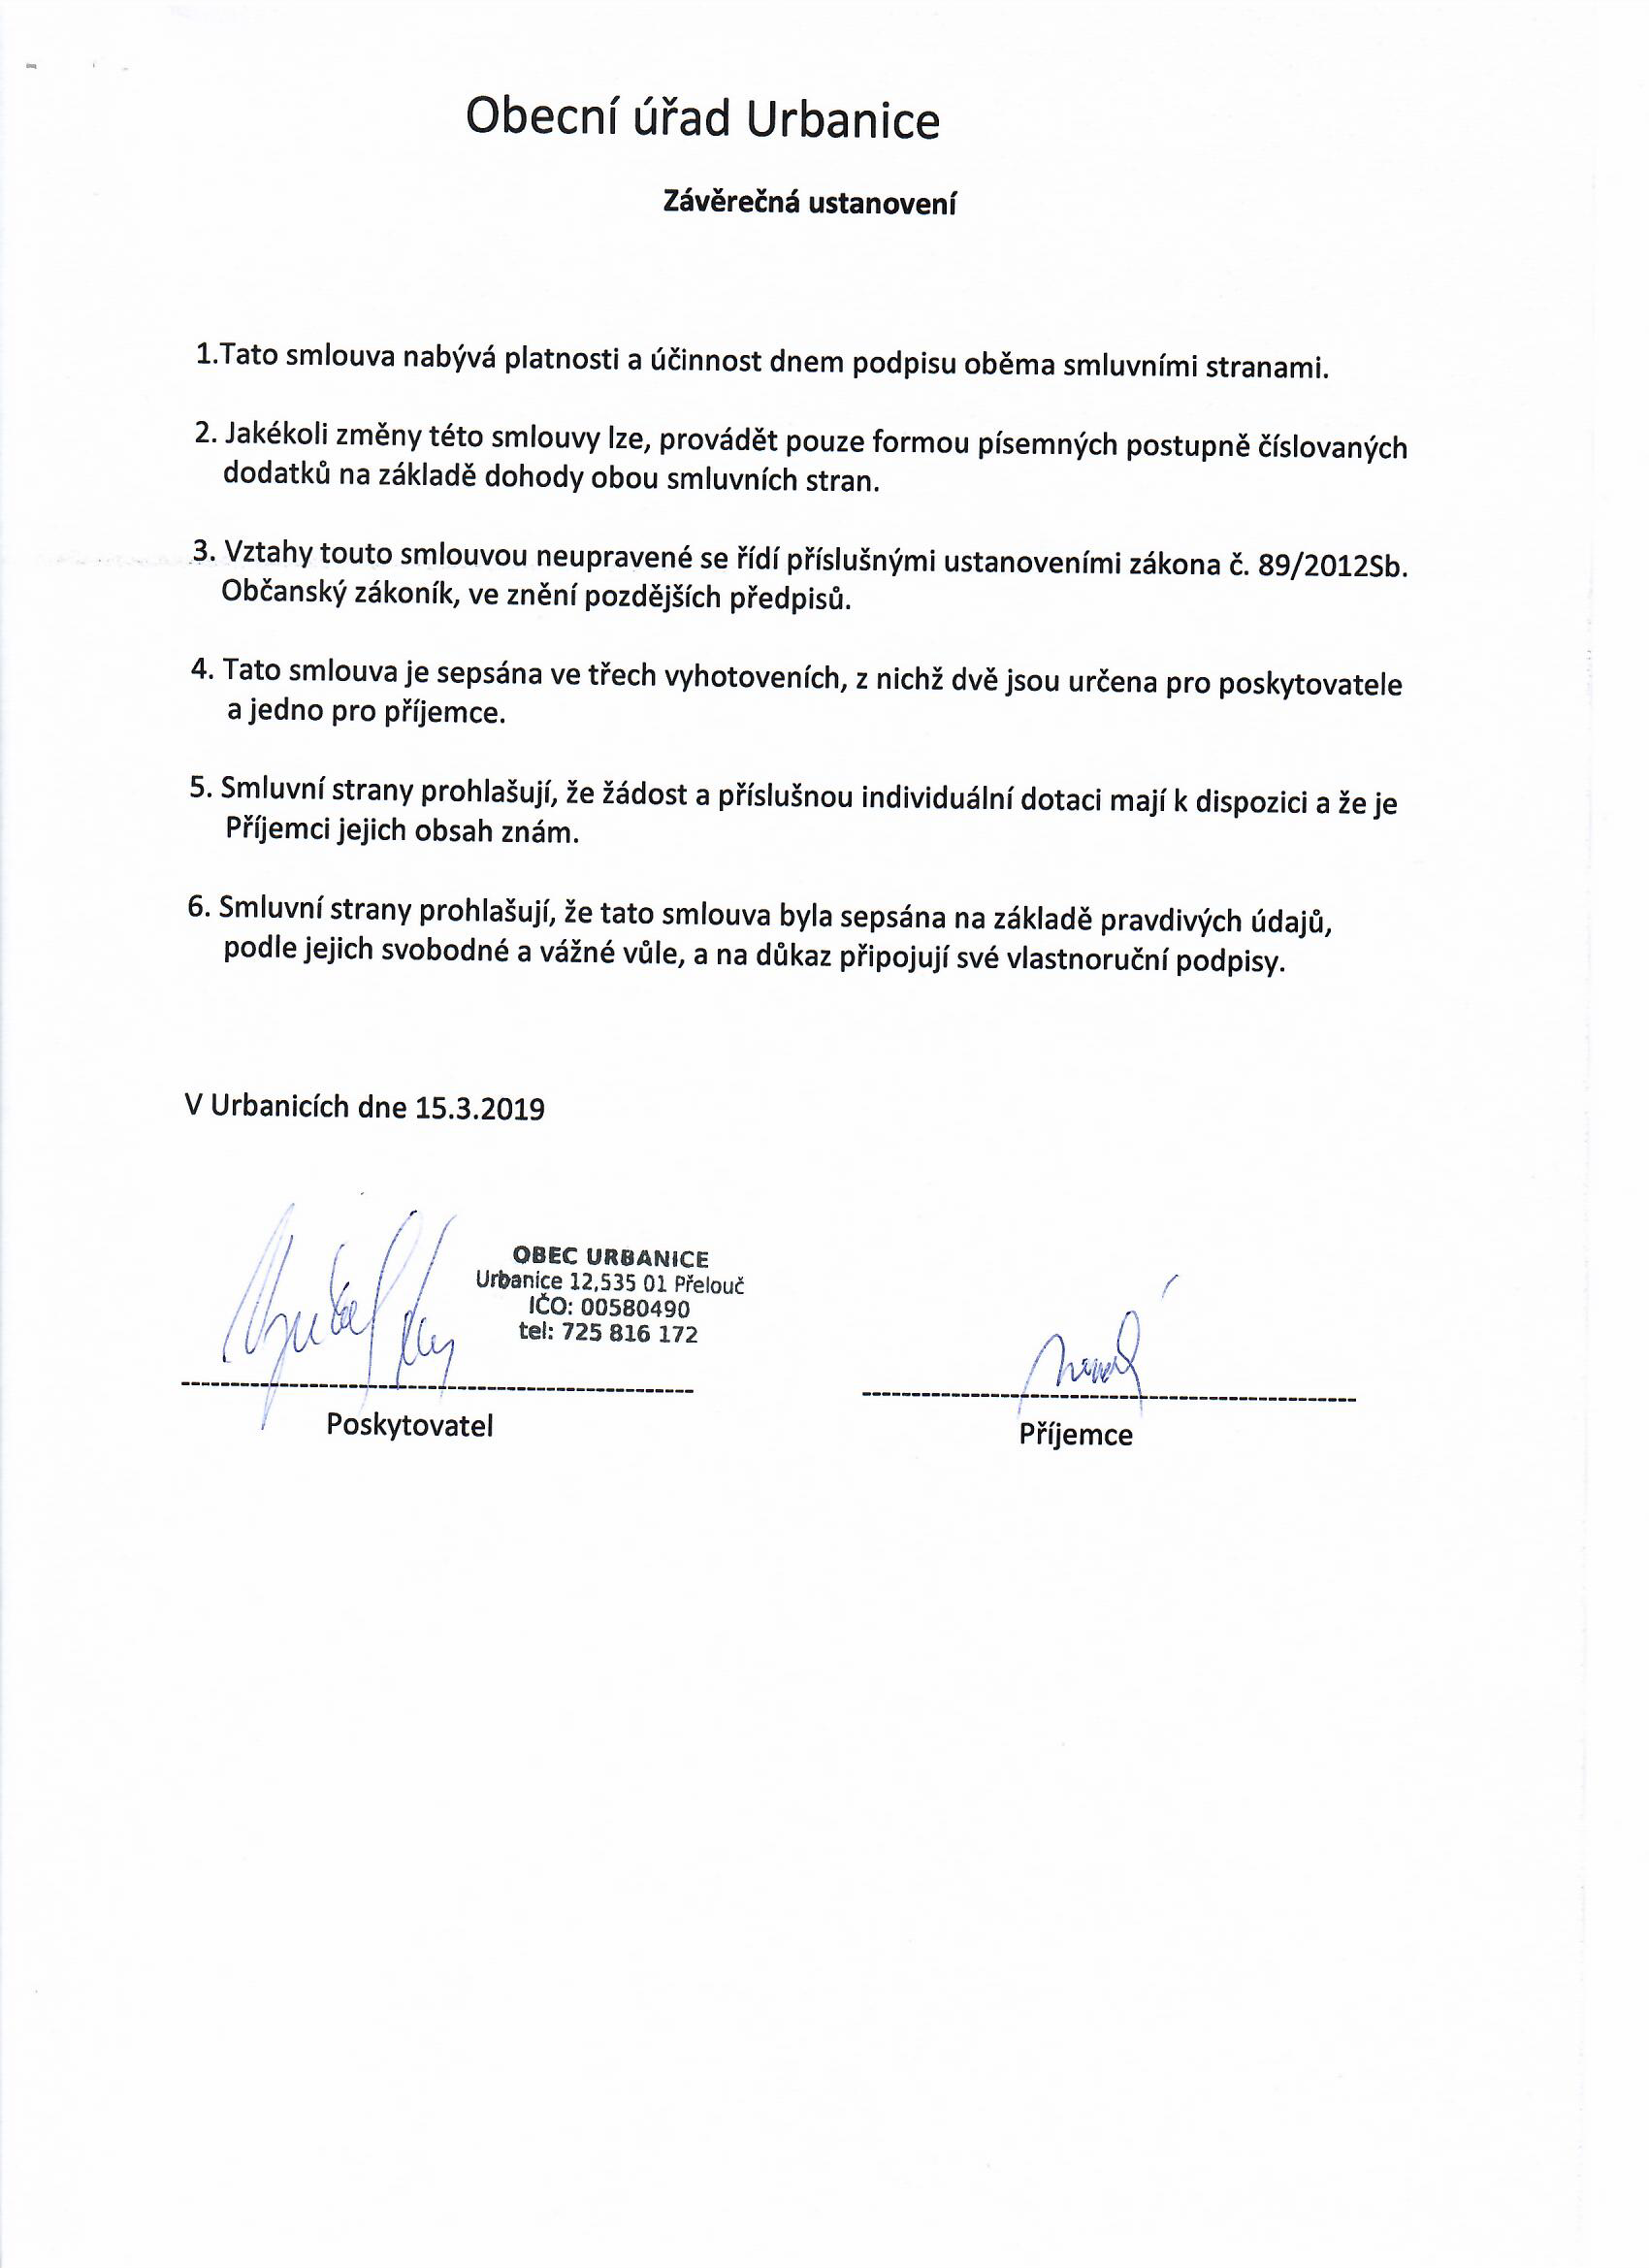 Obecní úřad Urbanice
Závěrečná ustanovení
1.Tato smlouva nabývá platnosti a účinnost dnem podpisu oběma smluvními stranami.
2. Jakékoli změny této smlouvy lze, provádět pouze formou písemných postupně číslovaných
dodatků na základě dohody obou smluvních stran.
3. Vztahy touto smlouvou neupravené se řídí příslušnými ustanoveními zákona č. 89/2012Sb.
Občanský zákoník, ve znění pozdějších předpisů.
4. Tato smlouva je sepsána ve třech vyhotoveních, z nichž dvě jsou určena pro poskytovatele
a jedno pro příjemce.
5. Smluvní strany prohlašují, že žádost a příslušnou individuální dotaci mají k dispozici a že je
Příjemci jejich obsah znám.
6. Smluvní strany prohlašují, že tato smlouva byla sepsána na základě pravdivých údajů,
podle jejich svobodné a vážné vůle, a na důkaz připojují své vlastnoruční podpisy.
V Urbanicích dne 15.3.2019
OBEC URBANICE
Urbanice 12,535 01 Přelouč
IČO: 00580490
tel: 725 816 172
Poskytovatel
Příjemce